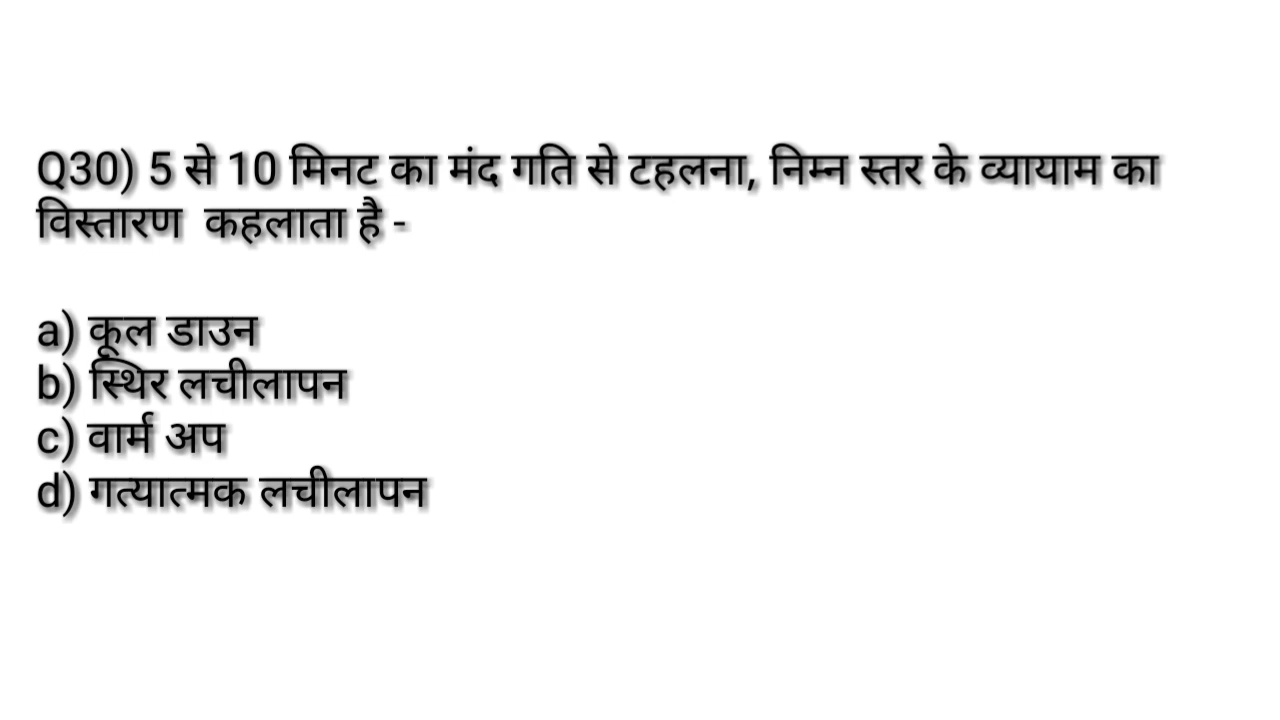 Q30) 5 से 10 मिनट का मंद गति से टहलना, निम्न स्तर के व्यायाम का
विस्तारण कहलाता है -
a) कूल डाउन
b) स्थिर लचीलापन
c) वार्म अप
d) गत्यात्मक लचीलापन